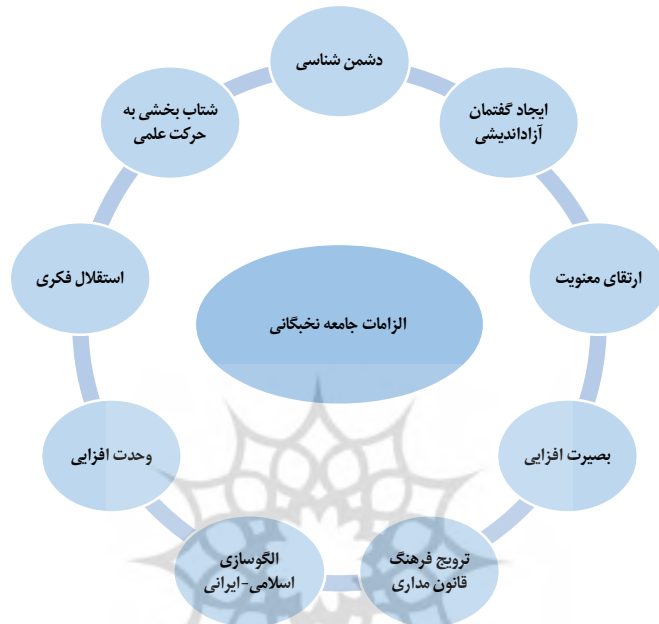 دشمن شناسی
ایجاد گفتمان
آزاداندیشی
ارتقای معنویت
بصیرت افزایی
ترویج فرهنگ
قانون مداری
الگوسازی
اسلامی-ایرانی
وحدت افزایی
استقلال فکری
شتاب بخشی به
حرکت علمی
الزامات جامعه نخبگانی